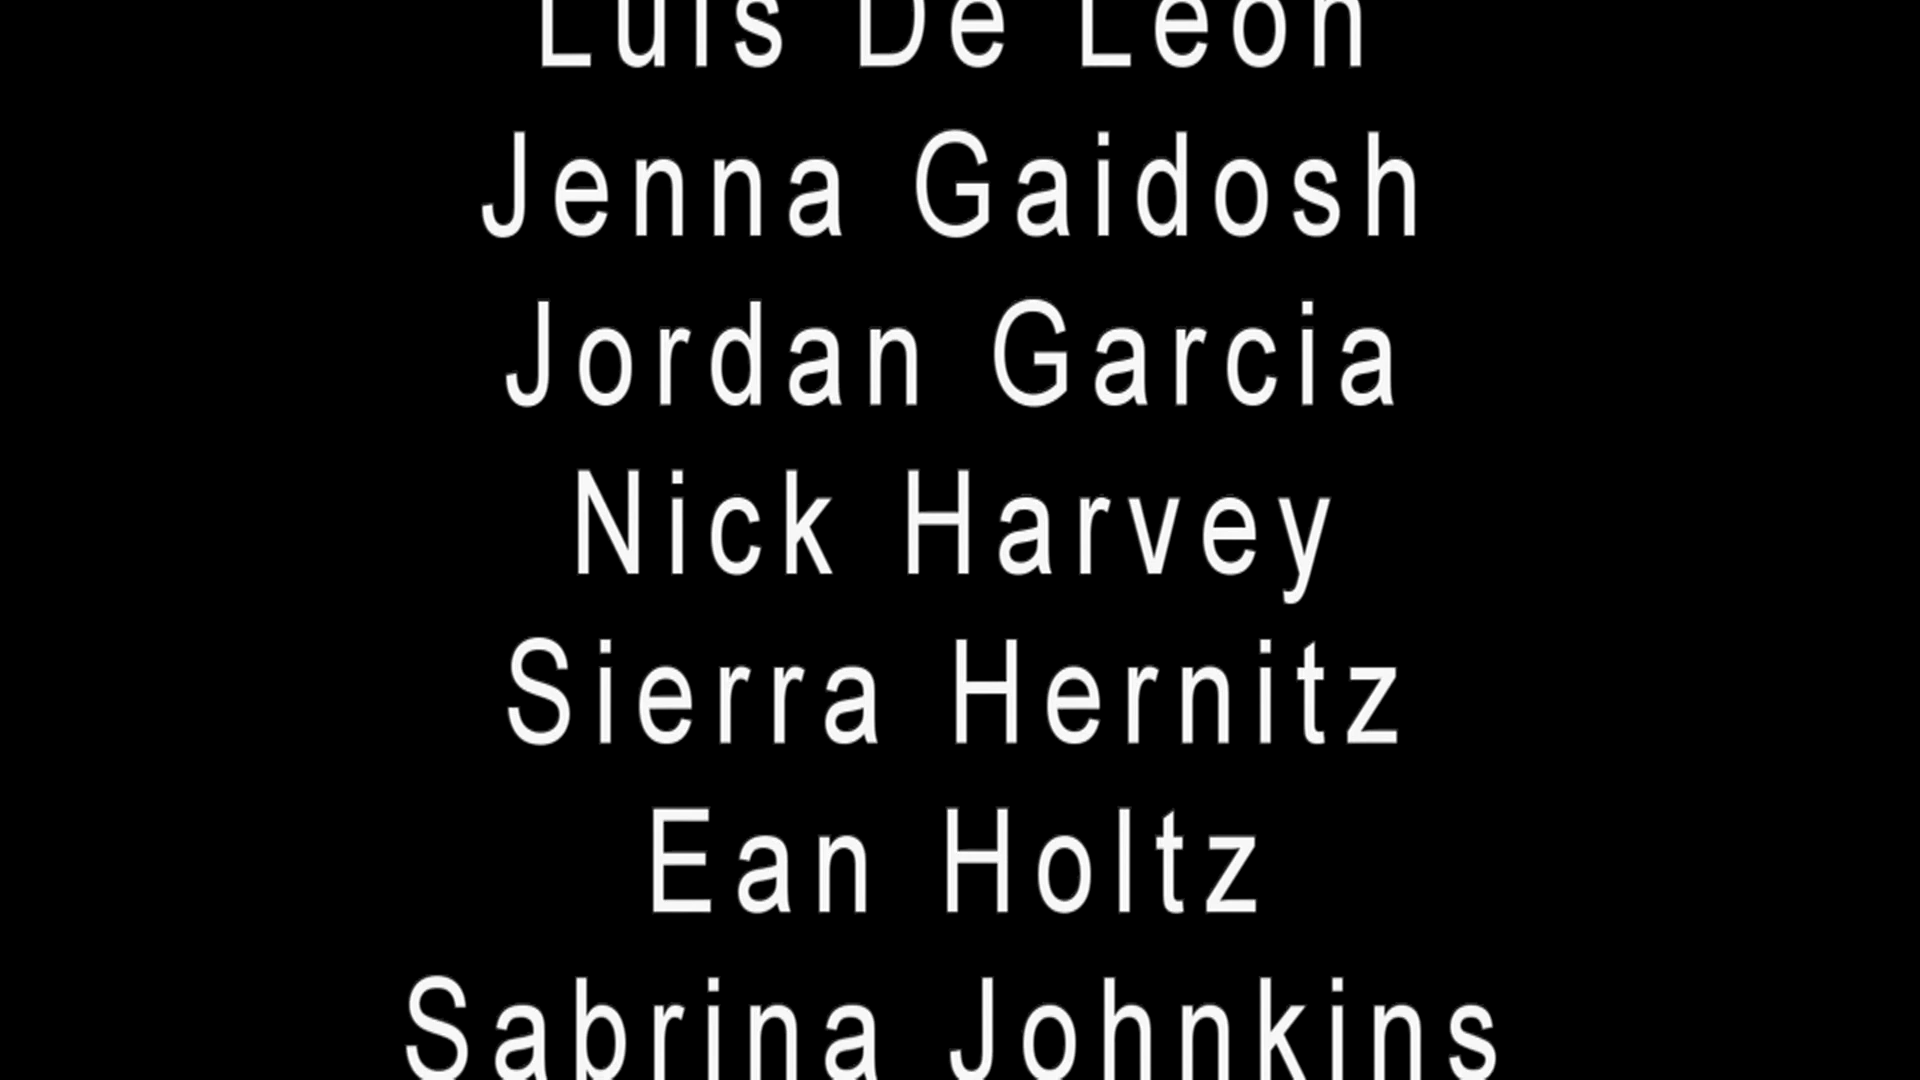 Luis De Leon
Jenna Gaidosh
Jordan Garcia
Nick Harvey
Sierra Hernitz
Ean Holtz
Sabrina Johnkins